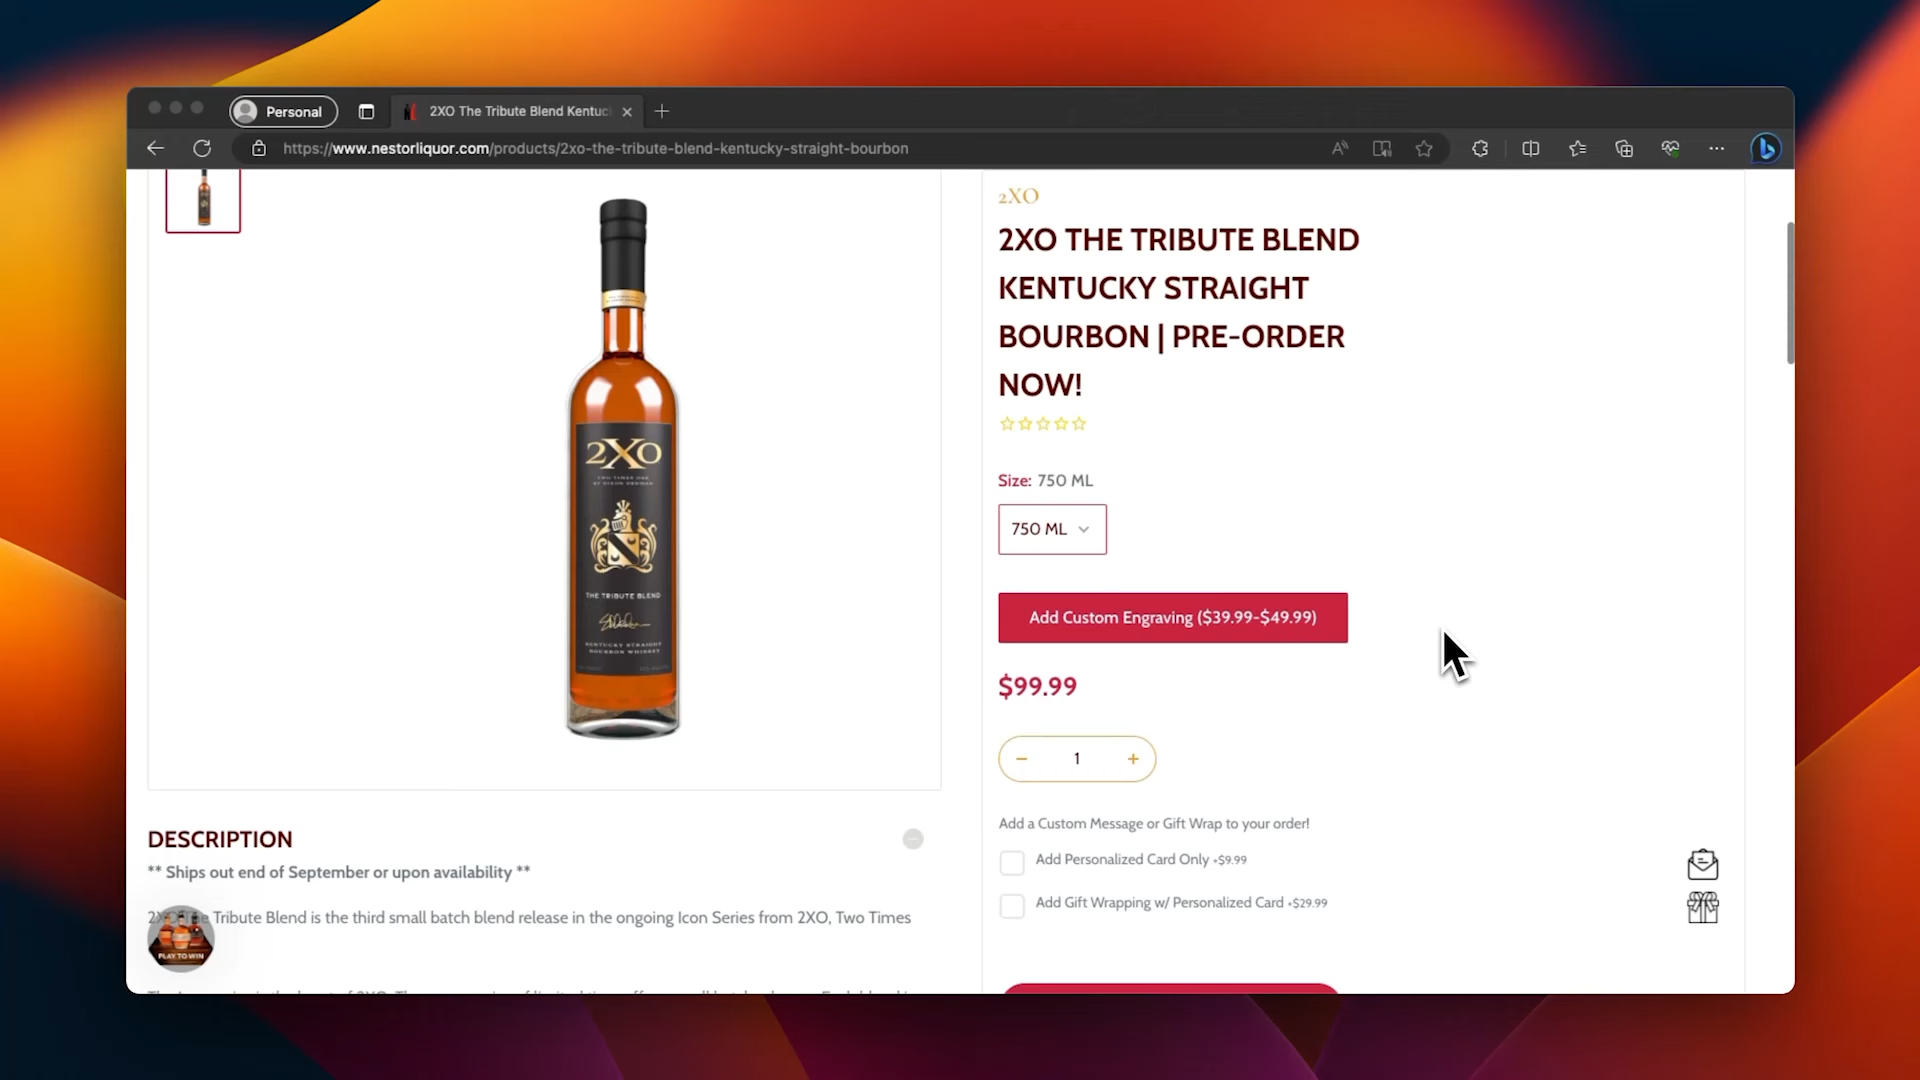 Personal
2XO The Tribute Blend Kentuc
https://www.nestorliquor.com/products/2xo-the-tribute-blend-kentucky-straight-bourbon
2XO
2XO THE TRIBUTE BLEND
KENTUCKY STRAIGHT
BOURBON | PRE-ORDER
NOW!
Size: 750 ML
750 ML
Add Custom Engraving ($39.99-$49.99)
$99.99
− 1 +
Add a Custom Message or Gift Wrap to your order!
Add Personalized Card Only +$9.99
Add Gift Wrapping w/ Personalized Card +$29.99
2XO
THE TRIBUTE BLEND
KENTUCKY STRAIGHT
BOURBON WHISKEY
DESCRIPTION
** Ships out end of September or upon availability **
Tribute Blend is the third small batch blend release in the ongoing Icon Series from 2XO, Two Times
PLAY TO WIN